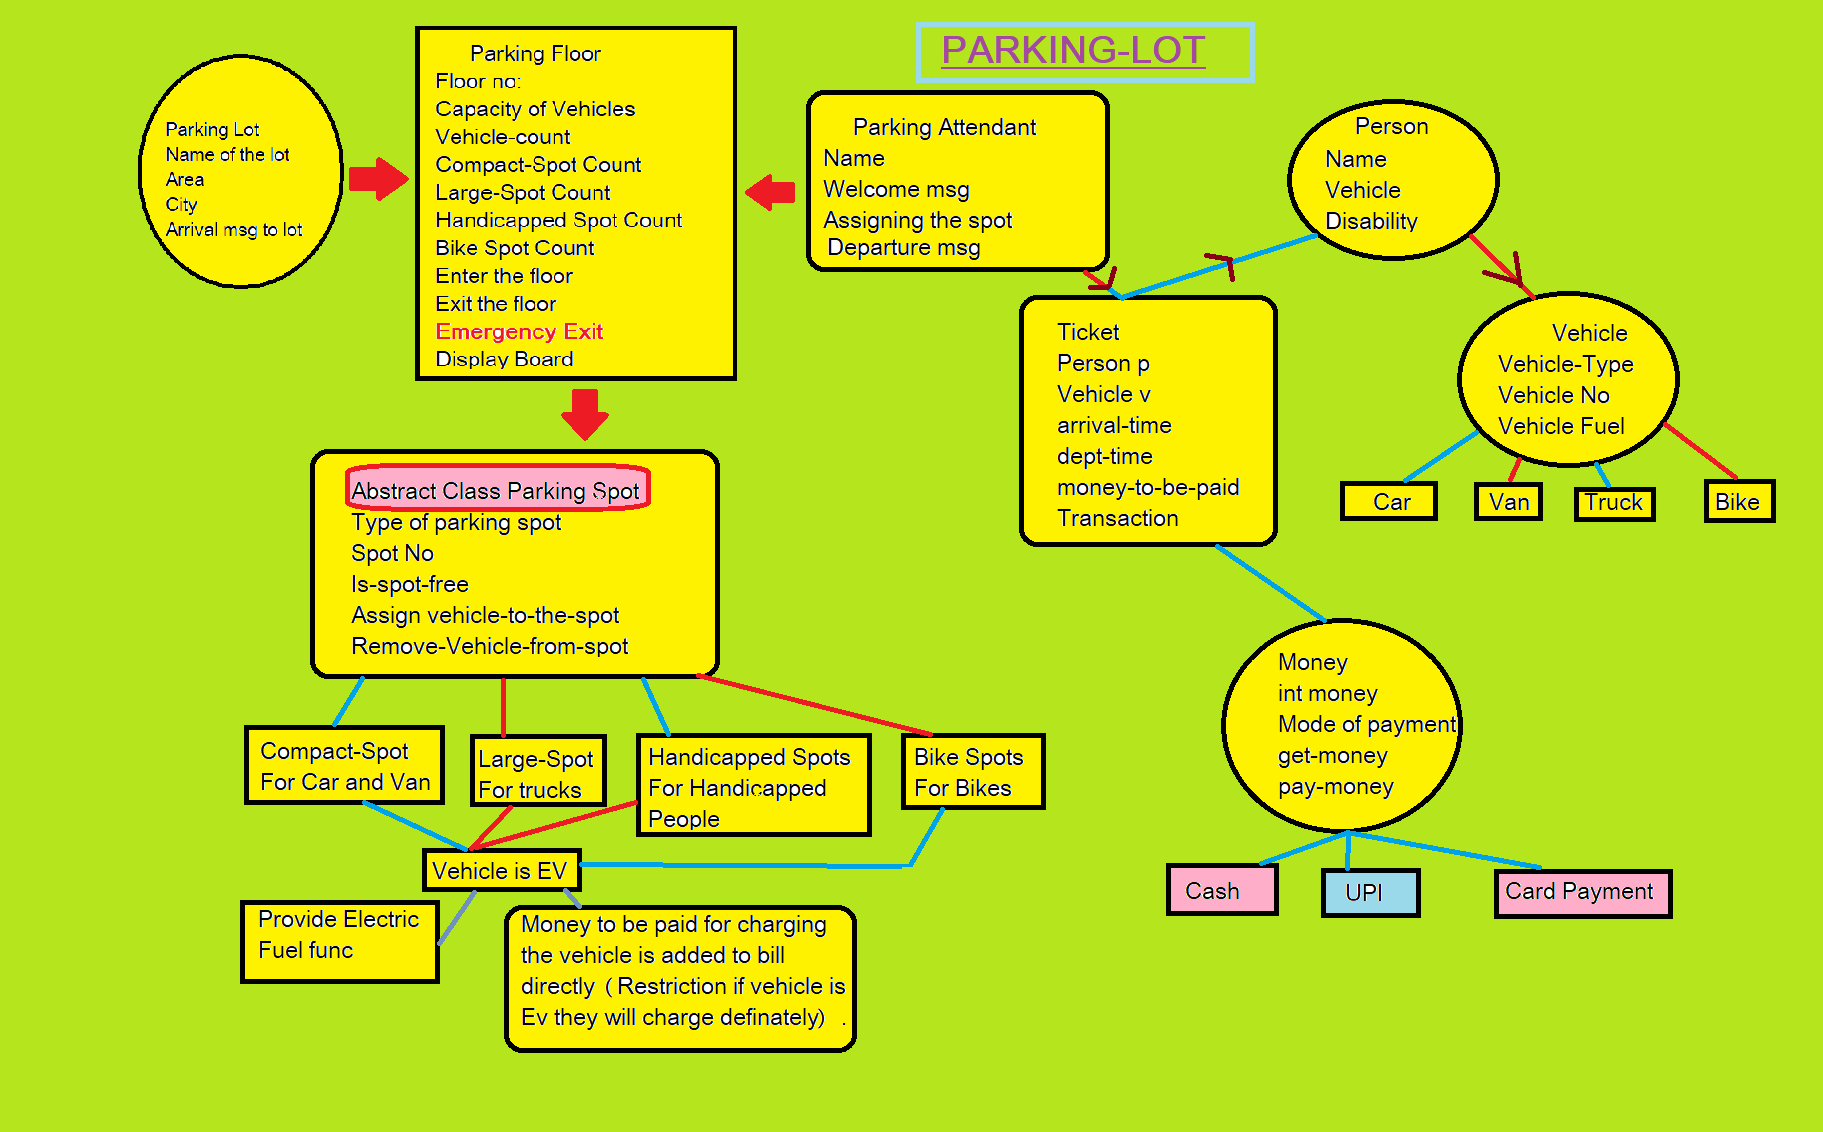 PARKING-LOT
Parking Lot
Name of the lot
Area
City
Arrival msg to lot
Parking Floor
Floor no:
Capacity of Vehicles
Vehicle-count
Compact-Spot Count
Large-Spot Count
Handicapped Spot Count
Bike Spot Count
Enter the floor
Exit the floor
Emergency Exit
Display Board
Parking Attendant
Name
Welcome msg
Assigning the spot
Departure msg
Person
Name
Vehicle
Disability
Ticket
Person p
Vehicle v
arrival-time
dept-time
money-to-be-paid
Transaction
Vehicle
Vehicle-Type
Vehicle No
Vehicle Fuel
Car
Van
Truck
Bike
Abstract Class Parking Spot
Type of parking spot
Spot No
Is-spot-free
Assign vehicle-to-the-spot
Remove-Vehicle-from-spot
Compact-Spot
For Car and Van
Large-Spot
For trucks
Handicapped Spots
For Handicapped
People
Bike Spots
For Bikes
Vehicle is EV
Provide Electric
Fuel func
Money to be paid for charging
the vehicle is added to bill
directly ( Restriction if vehicle is
Ev they will charge definately) .
Money
int money
Mode of payment
get-money
pay-money
Cash
UPI
Card Payment